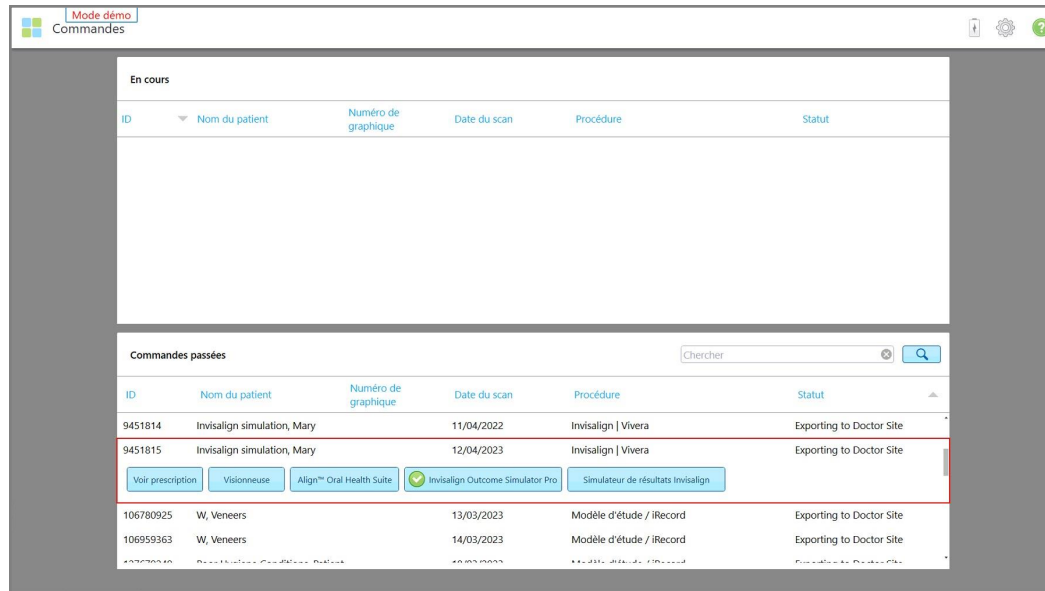 Mode démo
Commandes
?
En cours
ID Nom du patient Numéro de graphique Date du scan Procédure Statut
Commandes passées Chercher
ID Nom du patient Numéro de graphique Date du scan Procédure Statut
9451814 Invisalign simulation, Mary 11/04/2022 Invisalign | Vivera Exporting to Doctor Site
9451815 Invisalign simulation, Mary 12/04/2023 Invisalign | Vivera Exporting to Doctor Site
Voir prescription Visionneuse Align™ Oral Health Suite Invisalign Outcome Simulator Pro Simulateur de résultats Invisalign
106780925 W, Veneers 13/03/2023 Modèle d'étude / iRecord Exporting to Doctor Site
106959363 W, Veneers 14/03/2023 Modèle d'étude / iRecord Exporting to Doctor Site